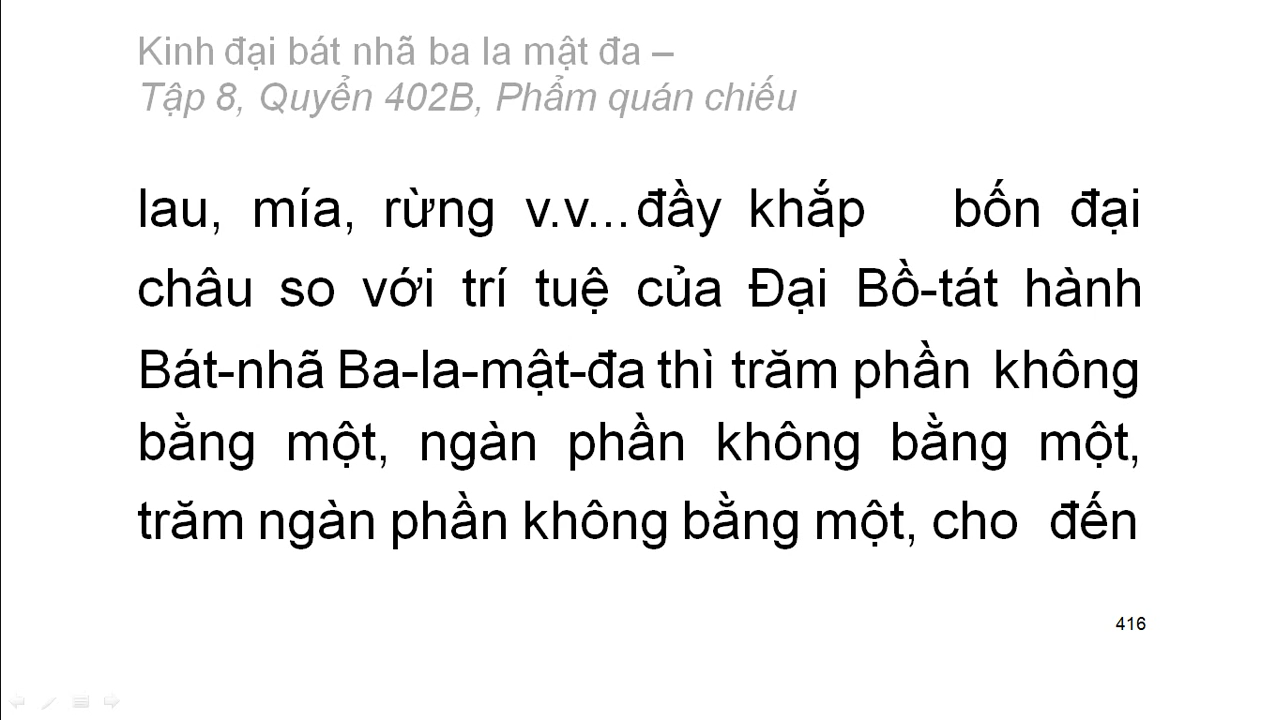 Kinh đại bát nhã ba la mật đa –
Tập 8, Quyển 402B, Phẩm quán chiếu
lau, mía, rừng v.v...đầy khắp bốn đại
châu so với trí tuệ của Đại Bồ-tát hành
Bát-nhã Ba-la-mật-đa thì trăm phần không
bằng một, ngàn phần không bằng một,
trăm ngàn phần không bằng một, cho đến
416